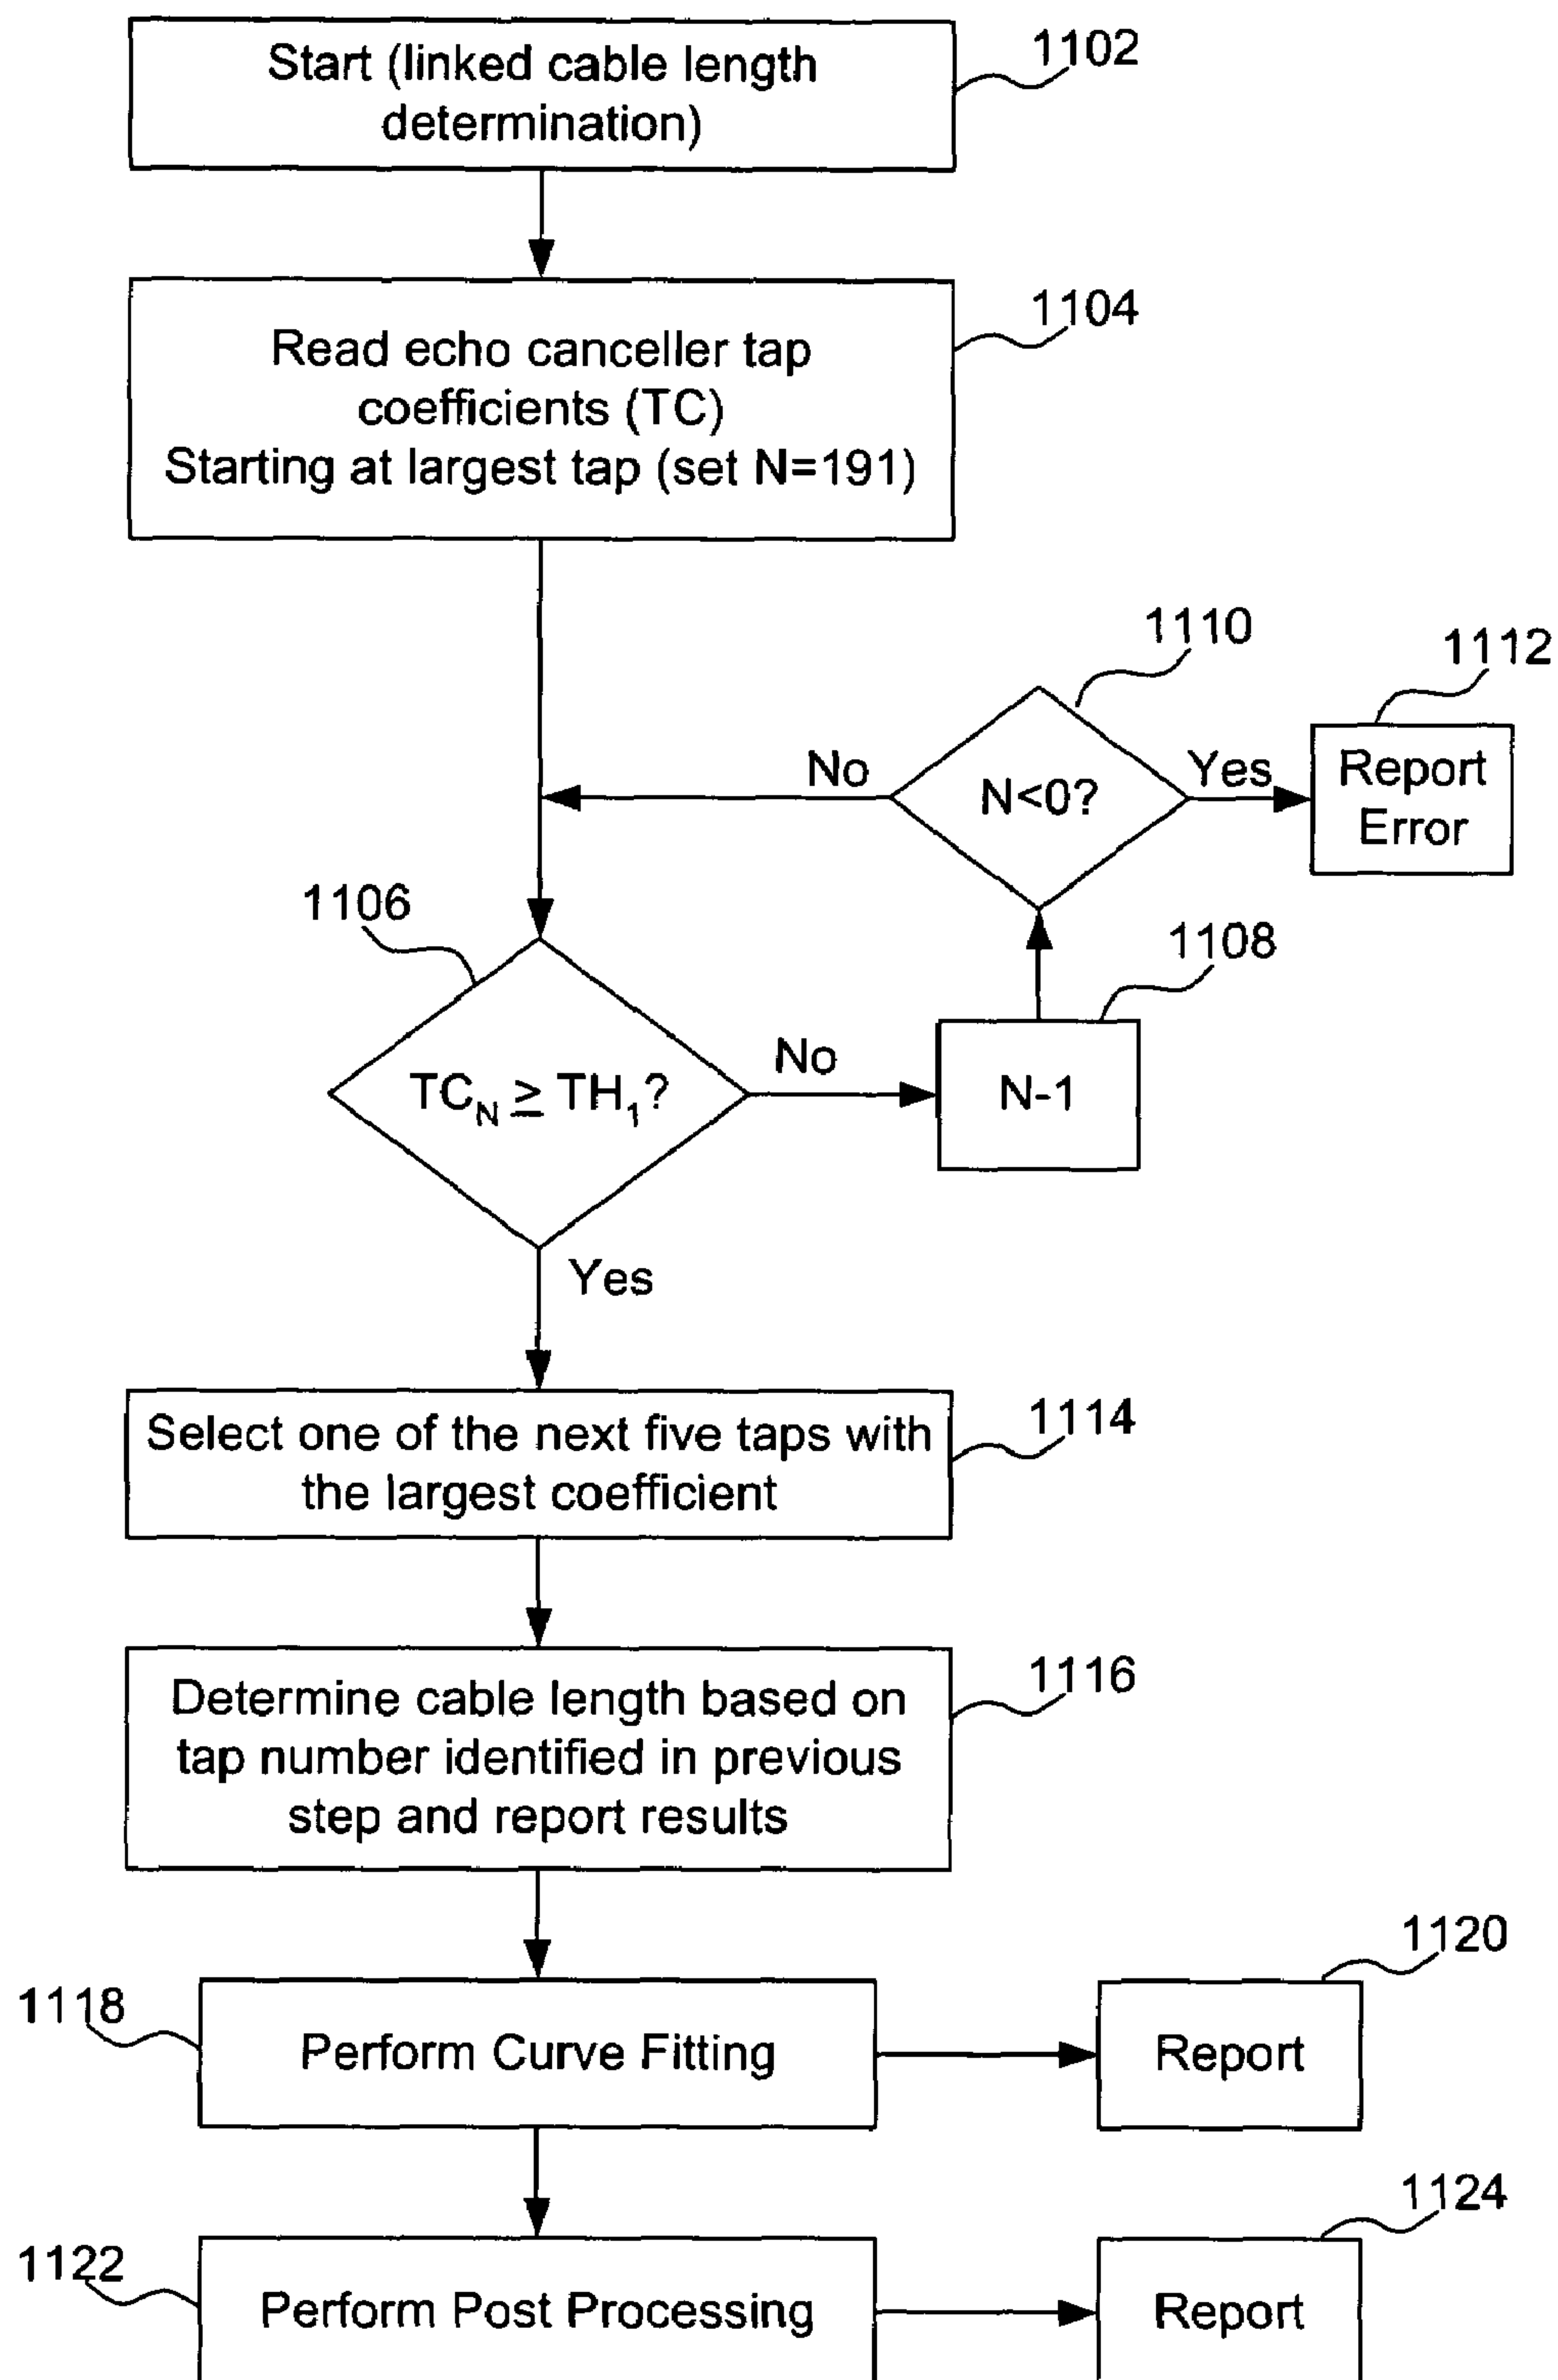 Start (linked cable length
determination)
1102
Read echo canceller tap
coefficients (TC)
Starting at largest tap (set N=191)
1104
1110
1112
No
N<0?
Yes
Report
Error
1106
1108
TC_N ≥ TH_1?
No
N-1
Yes
Select one of the next five taps with
the largest coefficient
1114
Determine cable length based on
tap number identified in previous
step and report results
1116
1118
Perform Curve Fitting
1120
Report
1122
Perform Post Processing
1124
Report